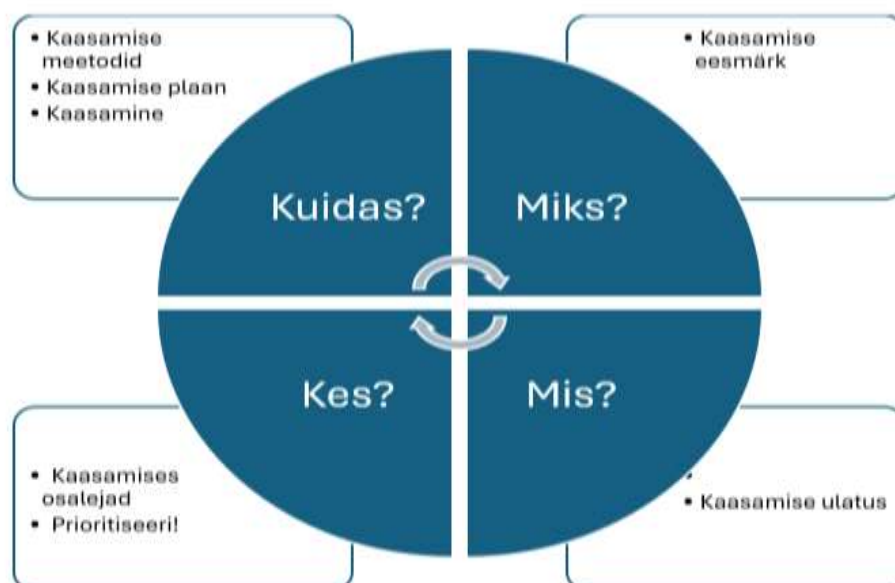 • Kaasamise
meetodid
• Kaasamise plaan
• Kaasamine
• Kaasamise
eesmärk
Kuidas?
Miks?
Kes?
Mis?
• Kaasamises
osalejad
• Prioritiseeri!
•
• Kaasamise ulatus